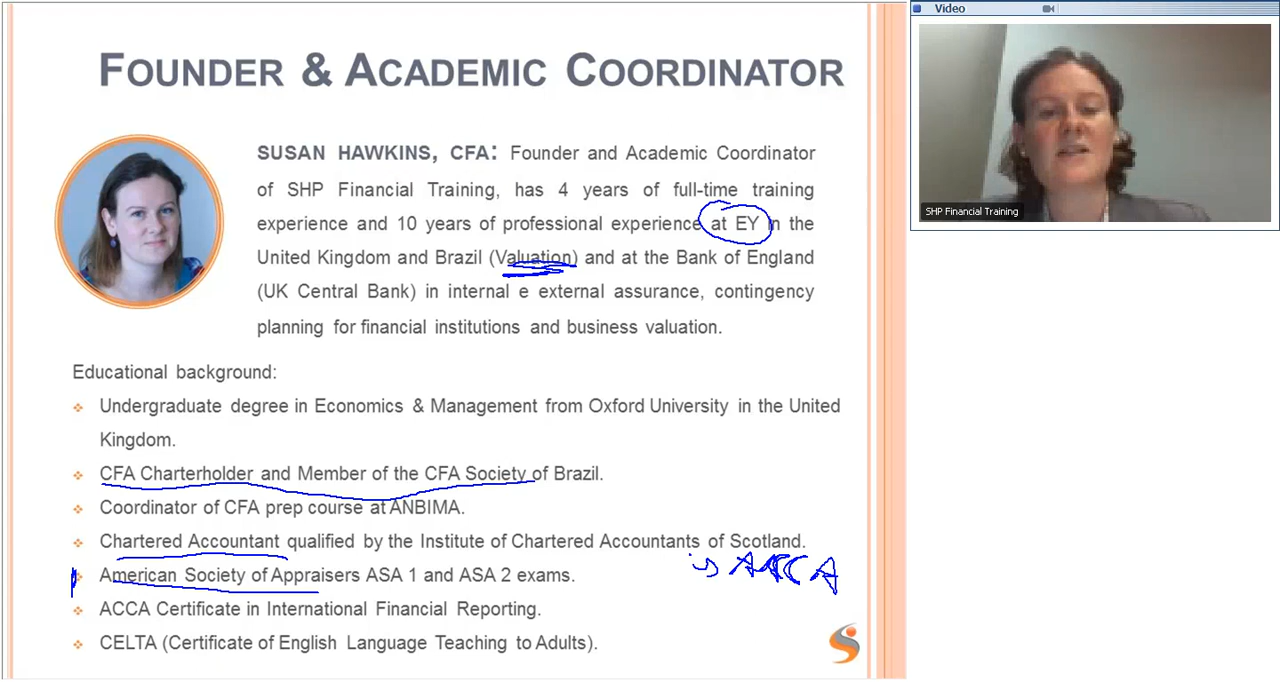 FOUNDER & ACADEMIC COORDINATOR
SUSAN HAWKINS, CFA: Founder and Academic Coordinator
of SHP Financial Training, has 4 years of full-time training
experience and 10 years of professional experience at EY in the
United Kingdom and Brazil (Valuation) and at the Bank of England
(UK Central Bank) in internal e external assurance, contingency
planning for financial institutions and business valuation.
Educational background:
Undergraduate degree in Economics & Management from Oxford University in the United
Kingdom.
CFA Charterholder and Member of the CFA Society of Brazil.
Coordinator of CFA prep course at ANBIMA.
Chartered Accountant qualified by the Institute of Chartered Accountants of Scotland.
American Society of Appraisers ASA 1 and ASA 2 exams.
ACCA Certificate in International Financial Reporting.
CELTA (Certificate of English Language Teaching to Adults).
Video
SHP Financial Training